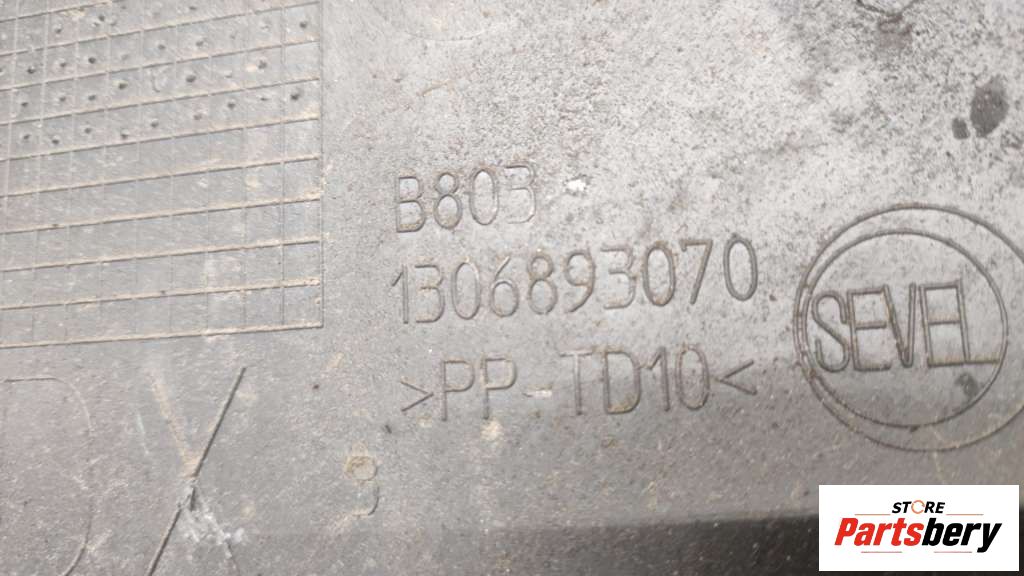 B803
1306893070
>PP-TD10<
SEVEL
STORE
Partsbery